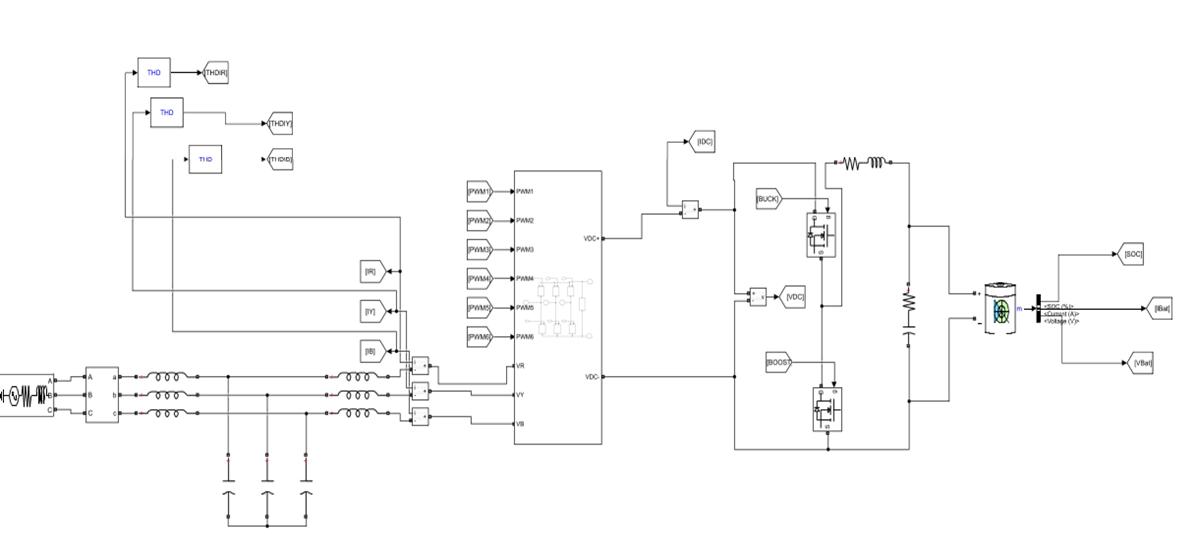 THD
[THDIR]
THD
[THDIY]
THD
[IDC]
[PWM1]
PWM1
[BUCK]
[PWM2]
PWM2
[PWM3]
PWM3
VDC+
[SOC]
[IR]
[PWM4]
PWM4
[VDC]
[IY]
[PWM5]
PWM5
m
<SOC (%)>
<Current (A)>
<Voltage (V)>
[IBat]
[PWM6]
PWM6
[IB]
[BOOST]
[VBat]
VR
VDC-
A
A
a
B
B
b
VY
C
C
c
VB